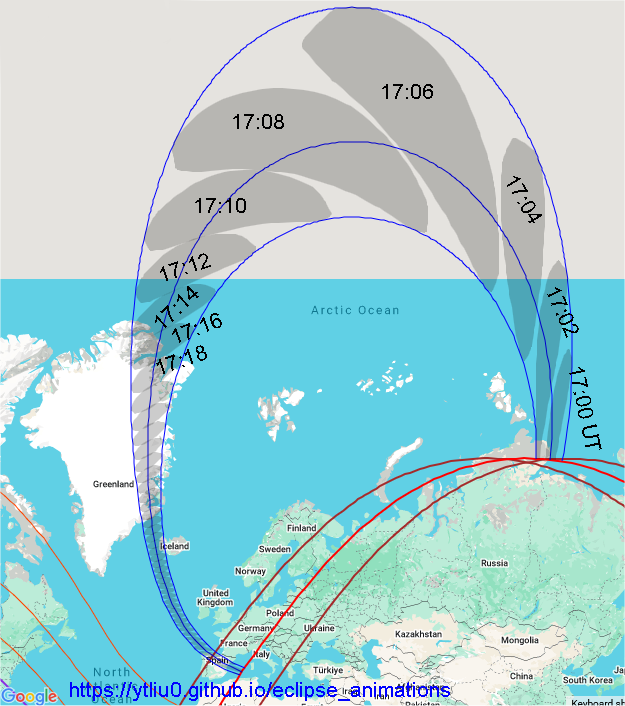 17:06
17:08
17:04
17:10
17:12
17:02
17:14
Arctic Ocean
17:16
17:18
17:00 UT
Greenland
Finland
Iceland
Sweden
Russia
Norway
United
Kingdom
Poland
Germany
Ukraine
Kazakhstan
France
Mongolia
Italy
Spain
North
Türkiye
China
South Korea
Google
https://ytliu0.github.io/eclipse_animations
Iran
Keyboard sh